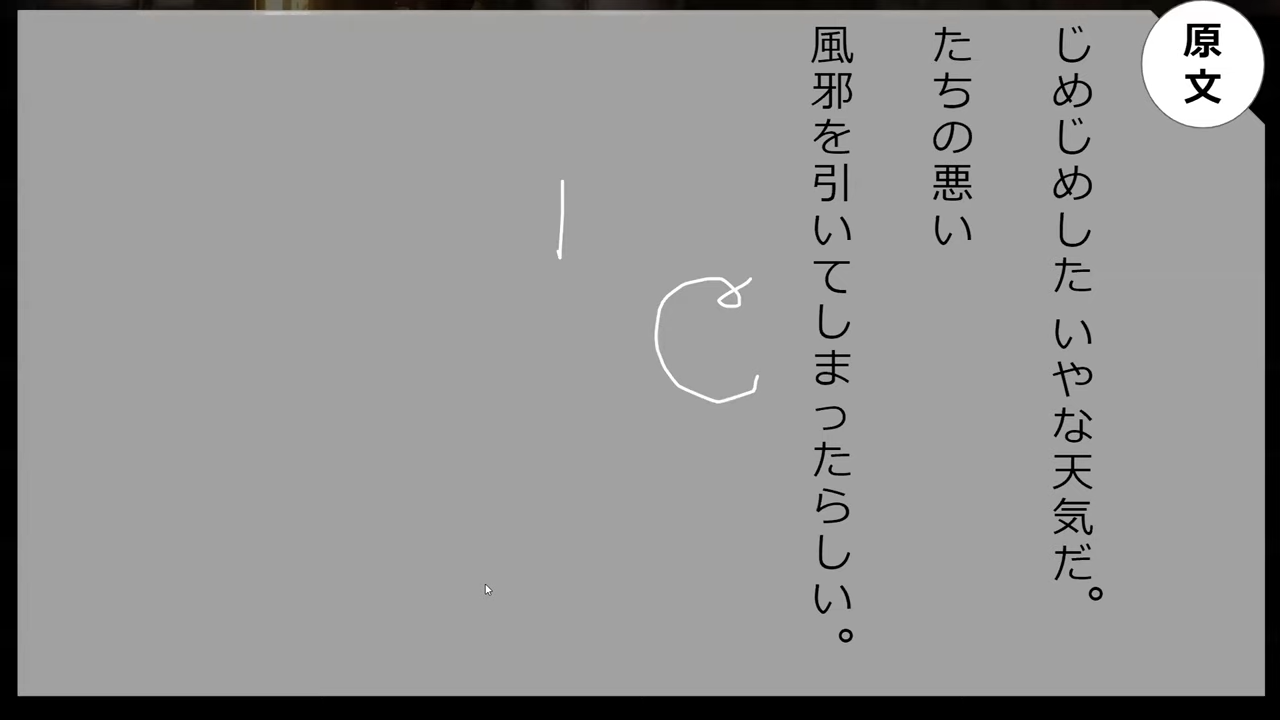 原文
じめじめした いやな天気だ。
たちの悪い
風邪を引いてしまったらしい。